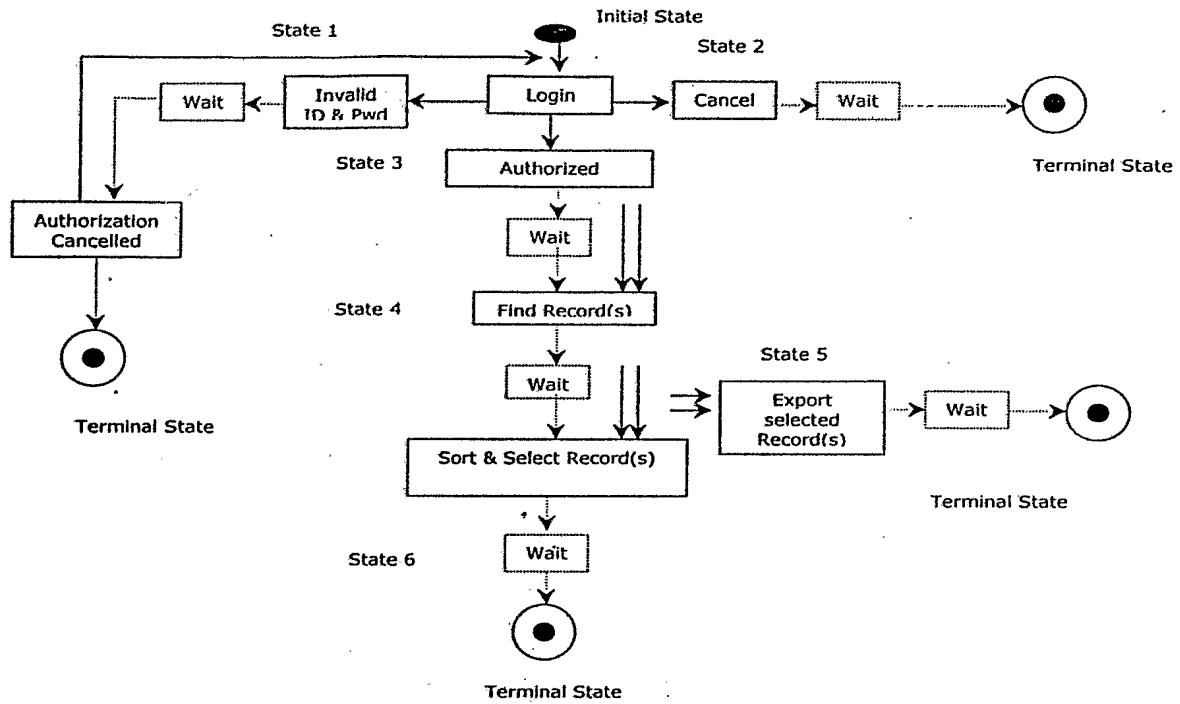 Initial State
State 1
State 2
Wait
Invalid
ID & Pwd
Login
Cancel
Wait
Terminal State
State 3
Authorized
Authorization
Cancelled
Wait
State 4
Find Record(s)
Terminal State
Wait
State 5
Export
selected
Record(s)
Wait
Sort & Select Record(s)
Terminal State
State 6
Wait
Terminal State